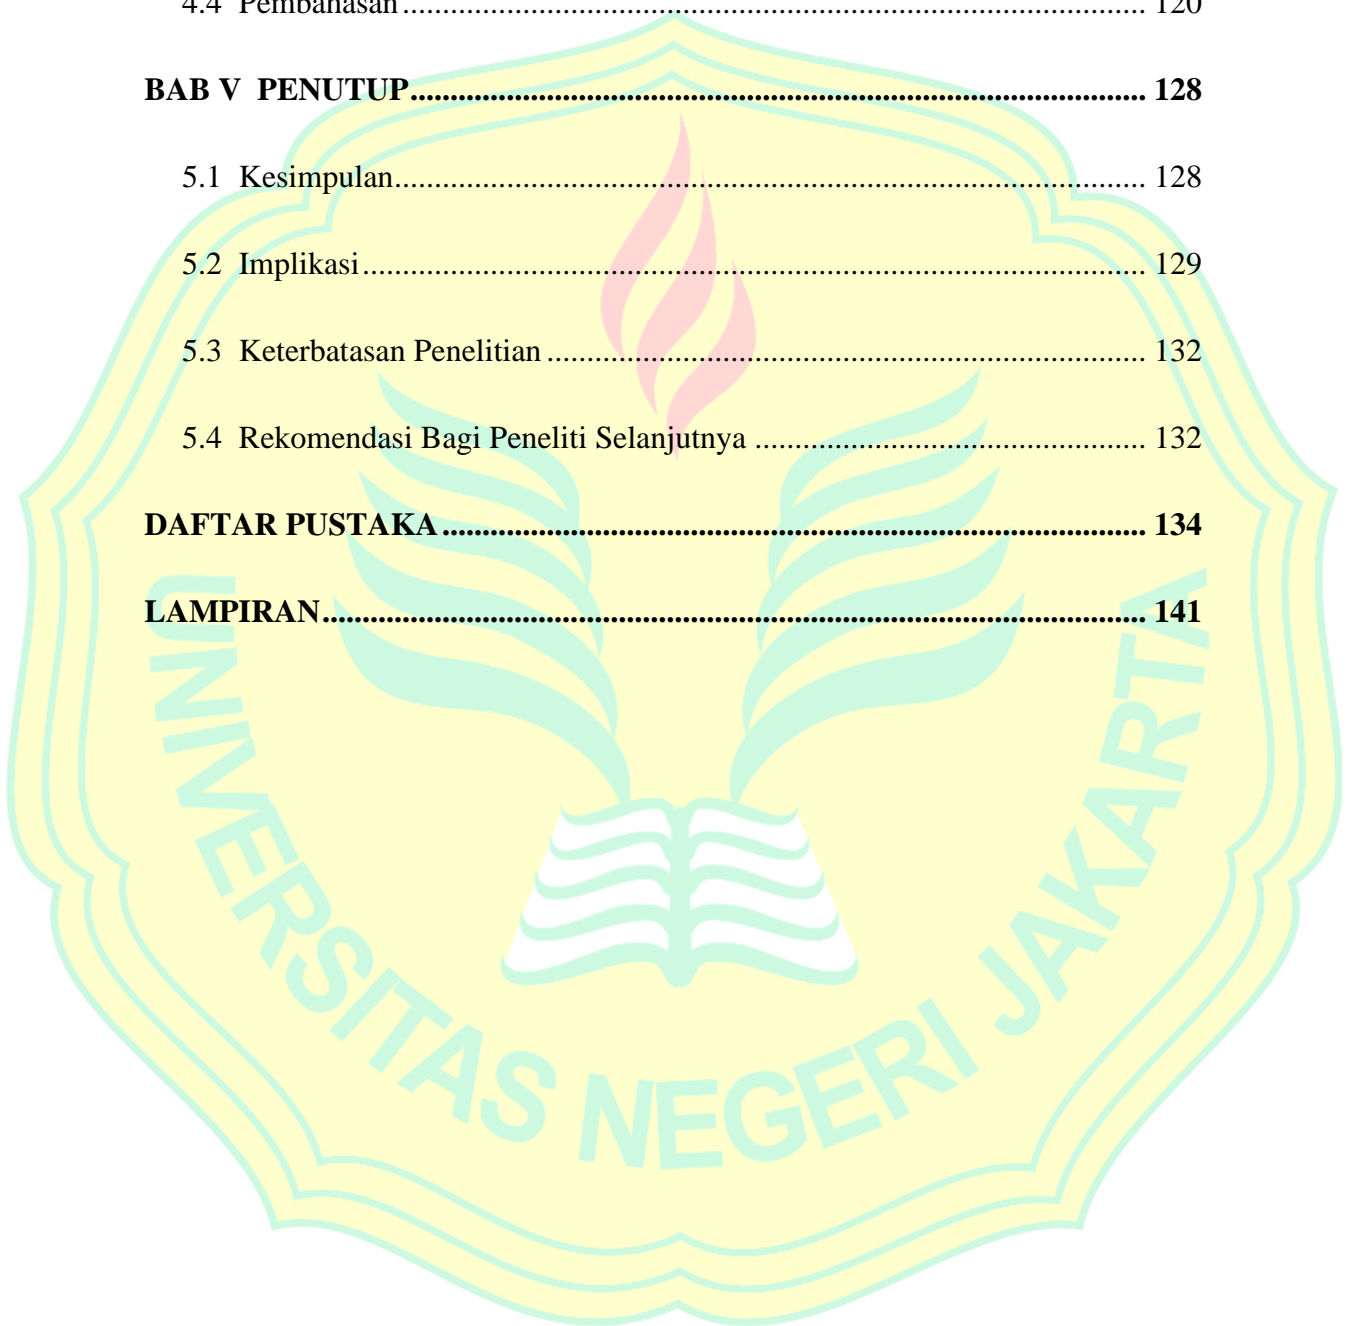 4.4 Pembahasan ........................................................................................... 120
BAB V PENUTUP ........................................................................................... 128
5.1 Kesimpulan ........................................................................................... 128
5.2 Implikasi ........................................................................................... 129
5.3 Keterbatasan Penelitian ........................................................................... 132
5.4 Rekomendasi Bagi Peneliti Selanjutnya ................................................. 132
DAFTAR PUSTAKA ........................................................................................ 134
LAMPIRAN ........................................................................................... 141
UNIVERSITAS NEGERI JAKARTA